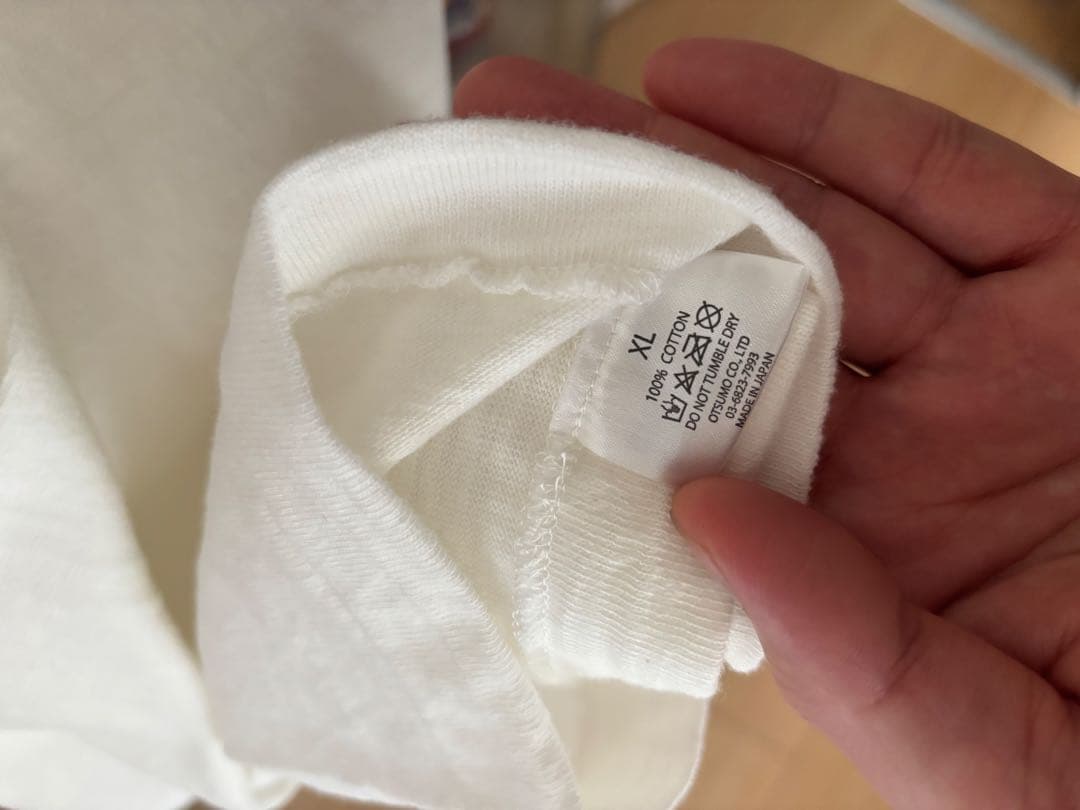 XL
100% COTTON
DO NOT TUMBLE DRY
OTSUMO CO., LTD
03-6823-7993
MADE IN JAPAN